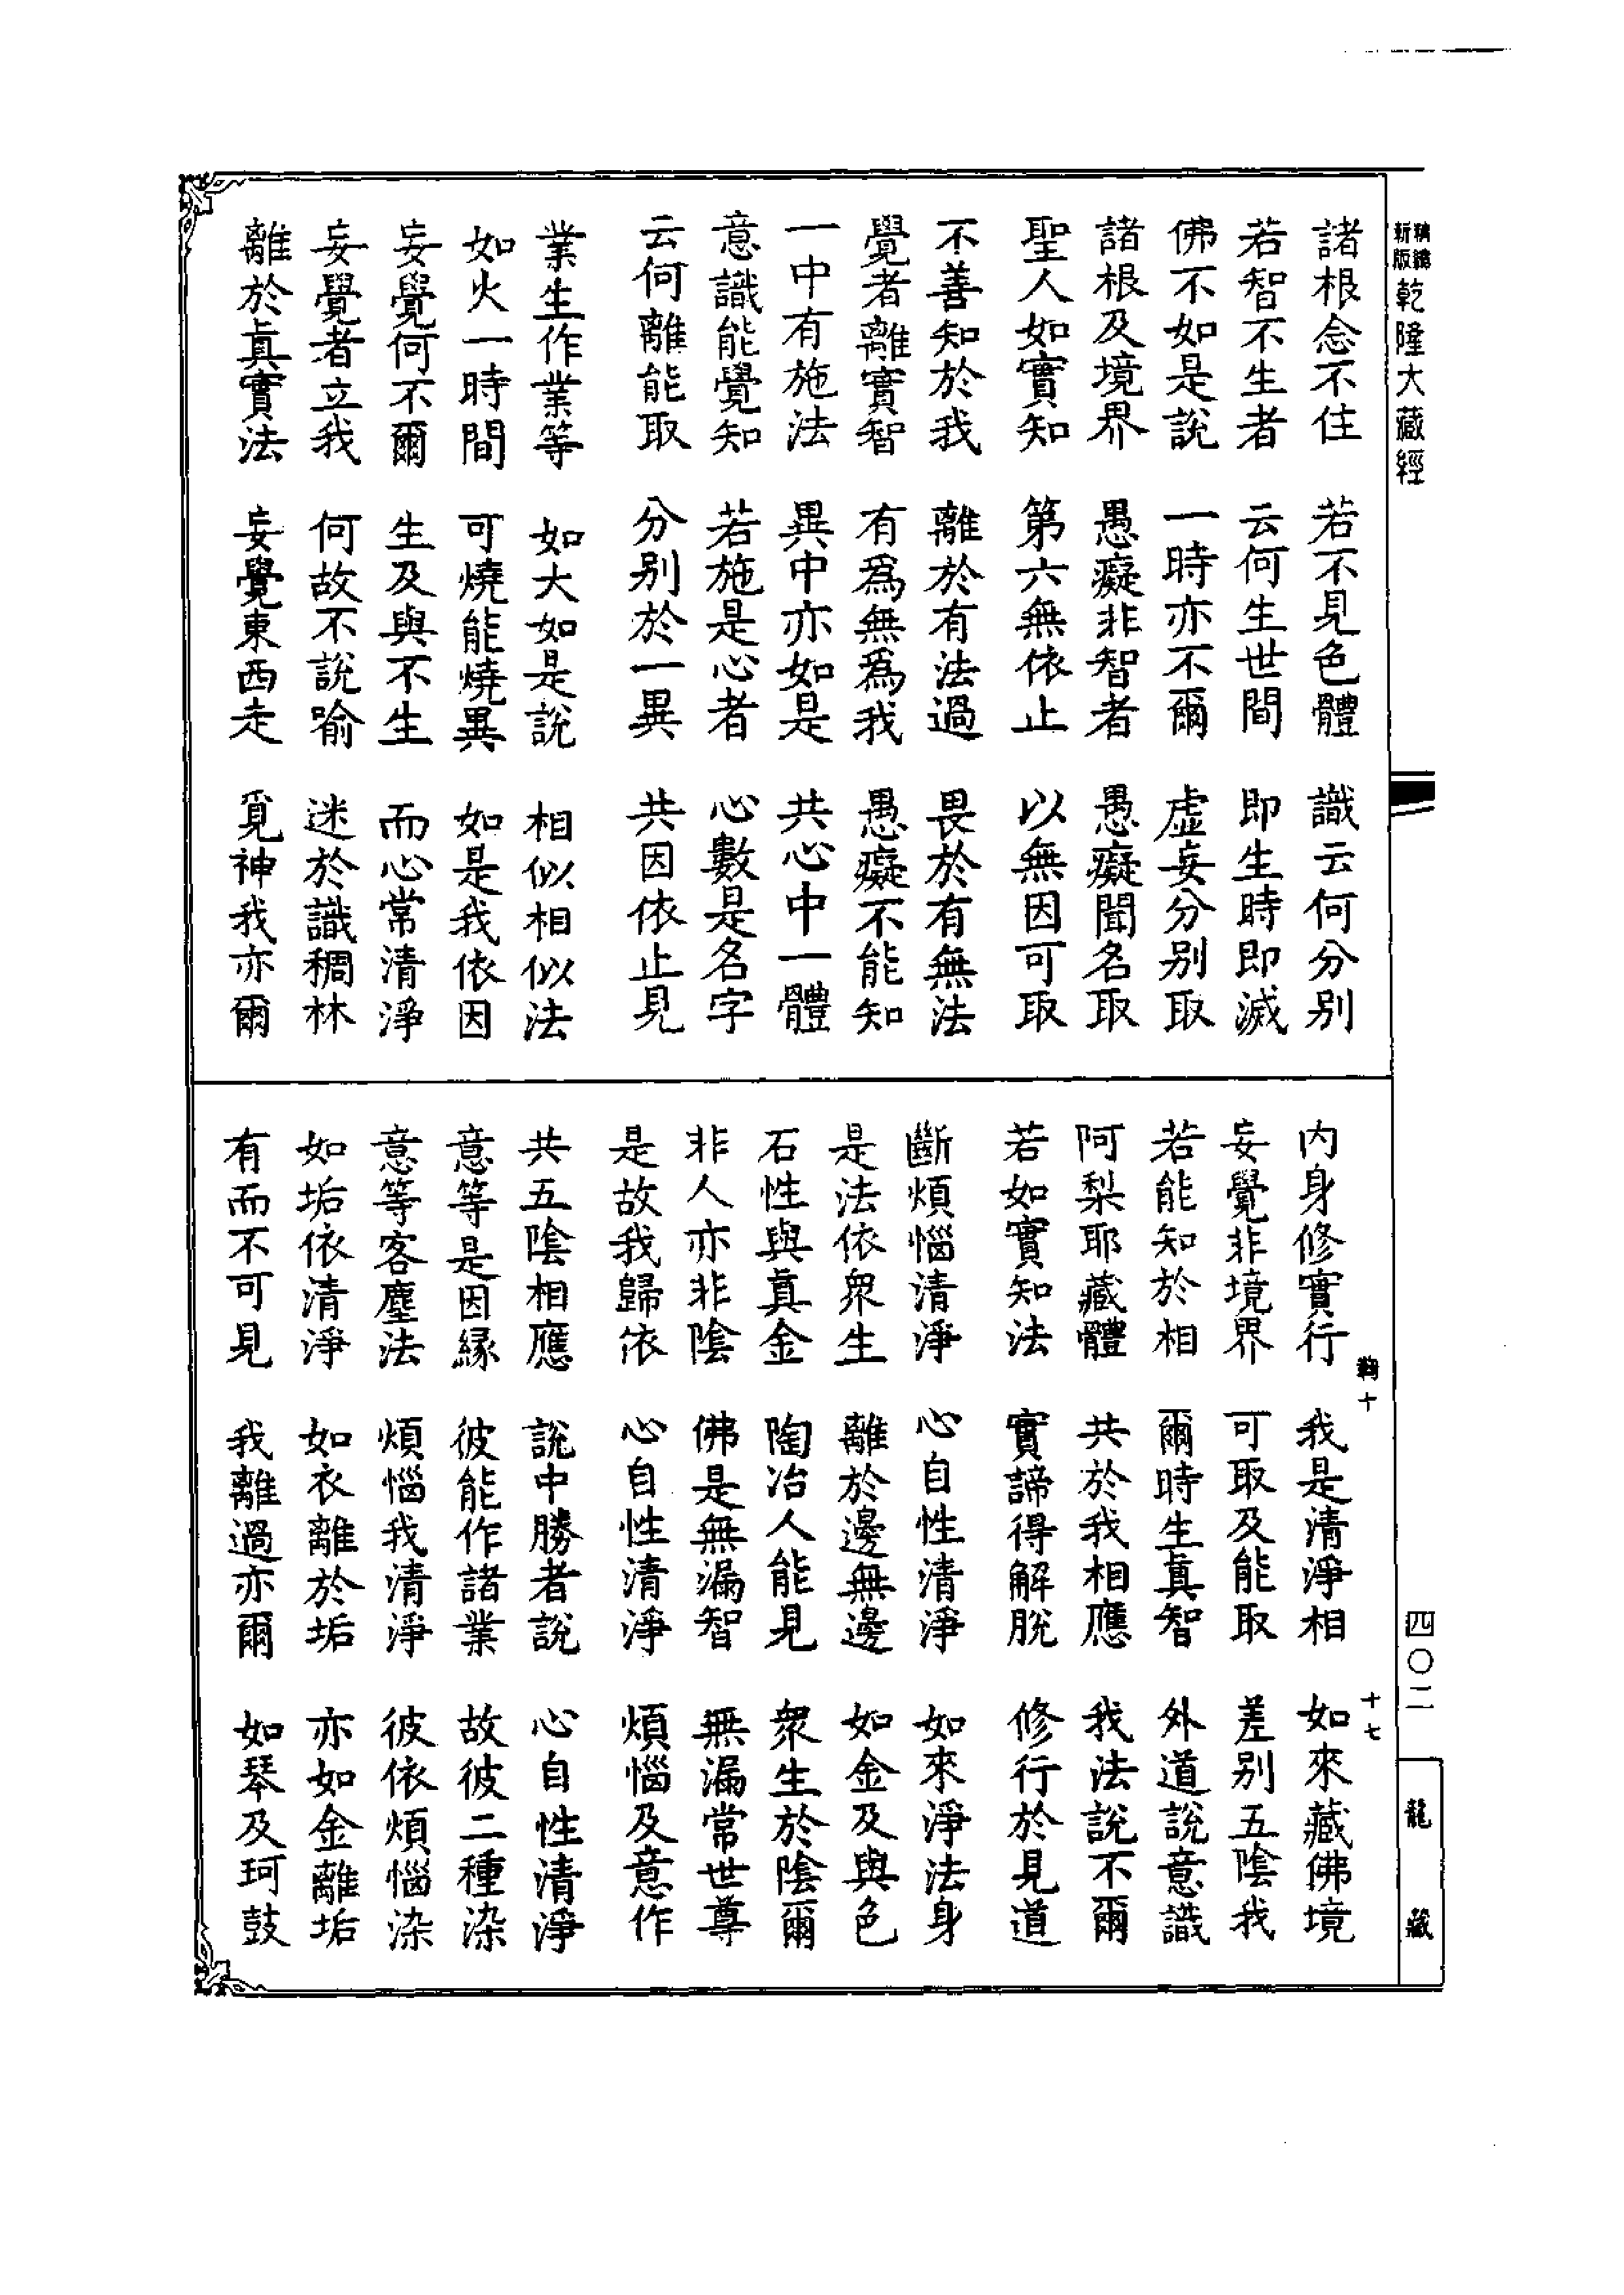 新版精縮乾隆大藏經
諸根念不住 若不見色體 識云何分别
若智不生者 云何生世間 即生時即滅
佛不如是說 一時亦不爾 虛妄分别取
諸根及境界 愚癡非智者 愚癡聞名取
聖人如實知 第六無依止 以無因可取
不善知於我 離於有法過 畏於有無法
覺者離實智 有爲無爲我 愚癡不能知
一中有施法 異中亦如是 共心中一體
意識能覺知 若施是心者 心數是名字
云何離能取 分别於一異 共因依止見
業生作業等 如大如是說 相似相似法
如火一時間 可燒能燒異 如是我依因
妄覺何不爾 生及與不生 而心常清淨
妄覺者立我 何故不說喻 迷於識稠林
離於真實法 妄覺東西走 覓神我亦爾
内身修實行 我是清淨相 如來藏佛境
妄覺非境界 可取及能取 差别五陰我
若能知於相 爾時生真智 外道說意識
阿梨耶藏體 共於我相應 我法說不爾
若如實知法 實諦得解脫 修行於見道
斷煩惱清淨 心自性清淨 如來淨法身
是法依衆生 離於邊無邊 如金及與色
石性與真金 陶冶人能見 衆生於陰爾
非人亦非陰 佛是無漏智 無漏常世尊
是故我歸依 心自性清淨 煩惱及意作
共五陰相應 說中勝者說 心自性清淨
意等是因緣 彼能作諸業 故彼二種染
意等客塵法 煩惱我清淨 彼依煩惱染
如垢依清淨 如衣離於垢 亦如金離垢
有而不可見 我離過亦爾 如琴及珂鼓
十
十七
四〇二
龍藏